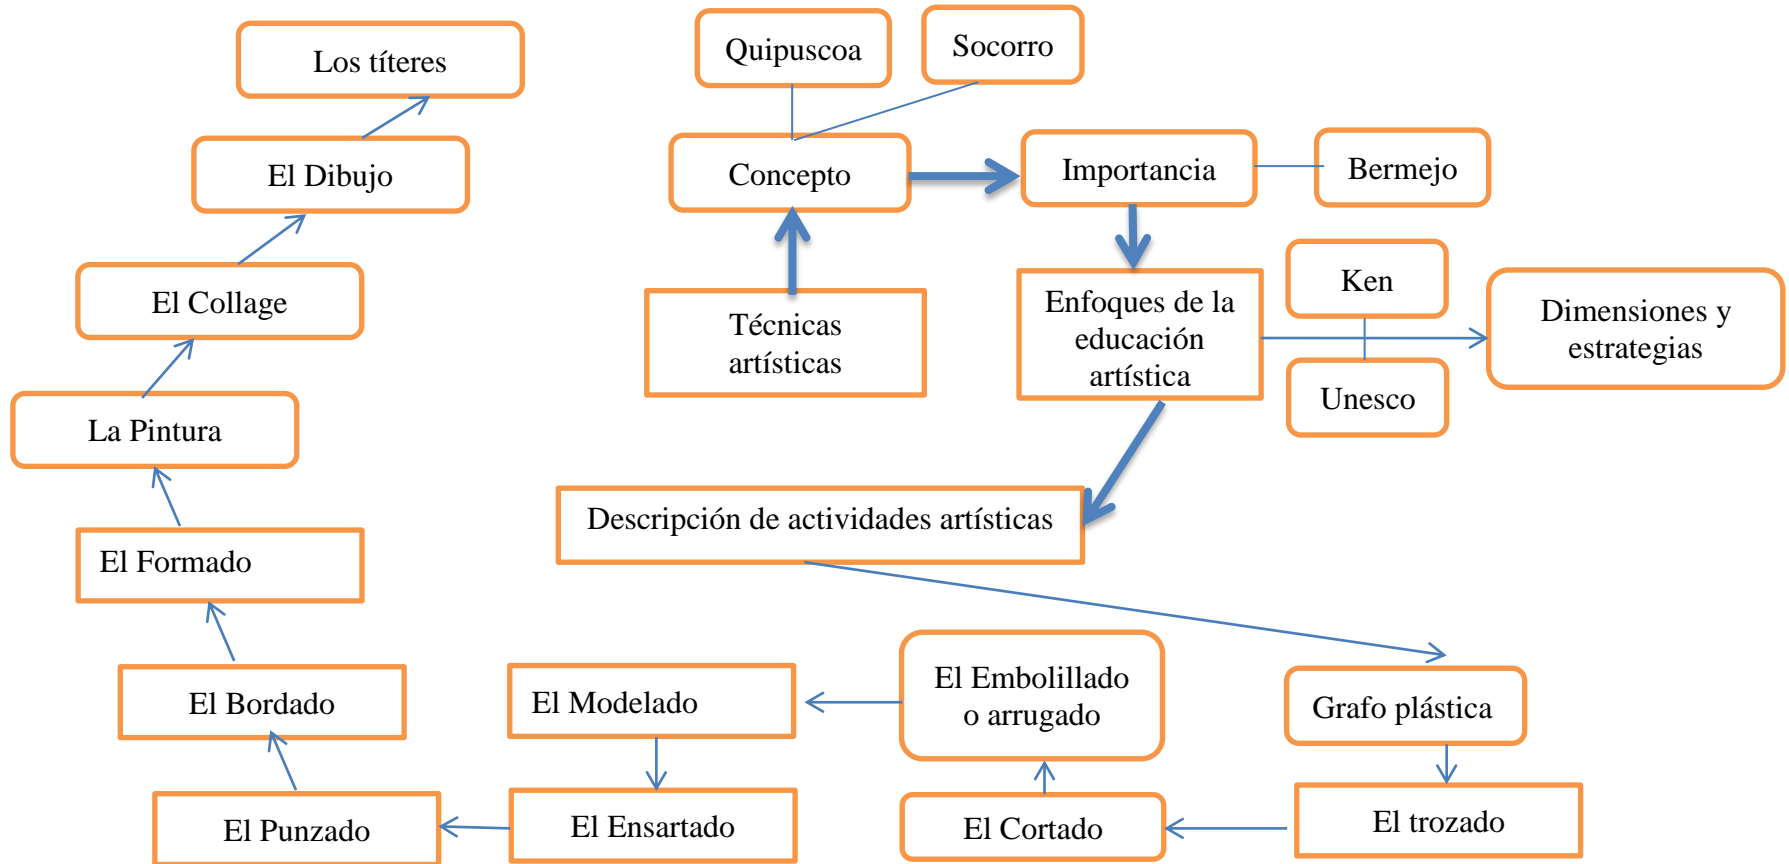 Los títeres
Quipuscoa
Socorro
El Dibujo
Concepto
Importancia
Bermejo
El Collage
Técnicas
artísticas
Enfoques de la
educación
artística
Ken
Unesco
Dimensiones y
estrategias
La Pintura
Descripción de actividades artísticas
El Formado
El Bordado
El Modelado
El Embolillado
o arrugado
Grafo plástica
El Punzado
El Ensartado
El Cortado
El trozado